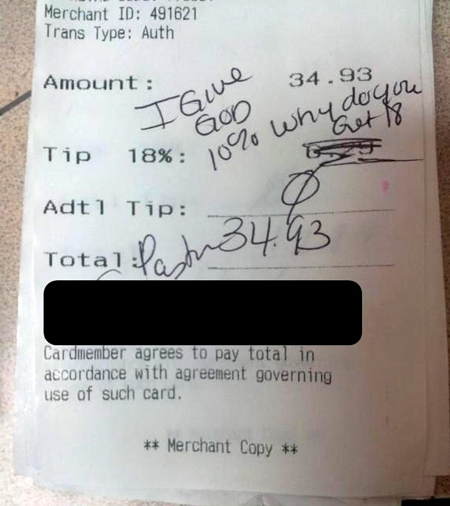 Merchant ID: 491621
Trans Type: Auth
Amount: 34.93
I Give
GOD
10% Why do you
Get 18
Tip 18%: 6.29
Adtl Tip: 0
Total: Pastor 34.93
Cardmember agrees to pay total in
accordance with agreement governing
use of such card.
** Merchant Copy **